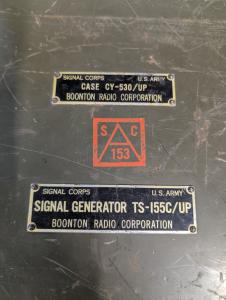 SIGNAL CORPS U.S. ARMY
CASE CY-530/UP
BOONTON RADIO CORPORATION
S C
A
153
SIGNAL CORPS U.S. ARMY
SIGNAL GENERATOR TS-155C/UP
BOONTON RADIO CORPORATION